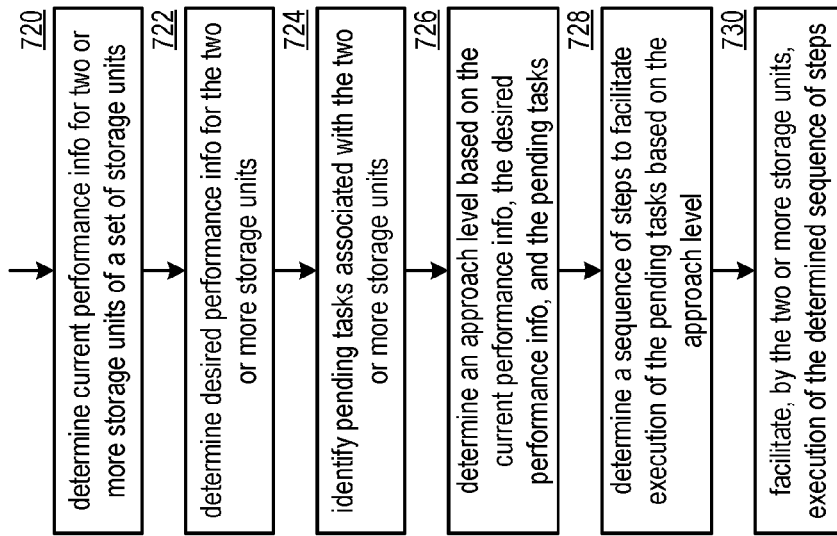 720
determine current performance info for two or
more storage units of a set of storage units
722
determine desired performance info for the two
or more storage units
724
identify pending tasks associated with the two
or more storage units
726
determine an approach level based on the
current performance info, the desired
performance info, and the pending tasks
728
determine a sequence of steps to facilitate
execution of the pending tasks based on the
approach level
730
facilitate, by the two or more storage units,
execution of the determined sequence of steps